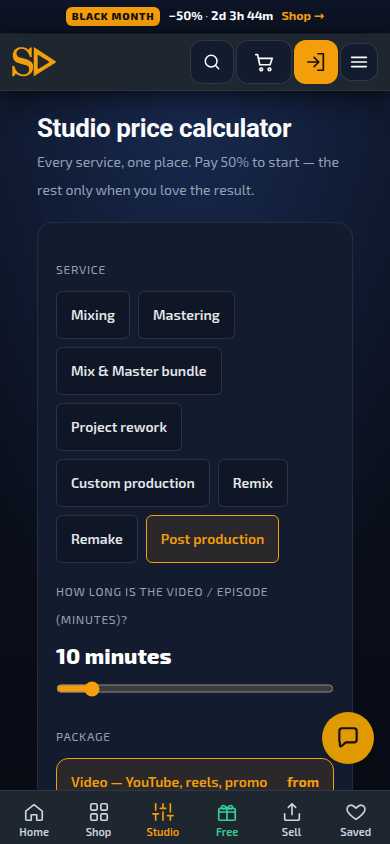 BLACK MONTH −50% · 2d 3h 44m Shop →
S
Studio price calculator
Every service, one place. Pay 50% to start — the
rest only when you love the result.
SERVICE
Mixing Mastering
Mix & Master bundle
Project rework
Custom production Remix
Remake Post production
HOW LONG IS THE VIDEO / EPISODE
(MINUTES)?
10 minutes
PACKAGE
Video — YouTube, reels, promo from
Home Shop Studio Free Sell Saved